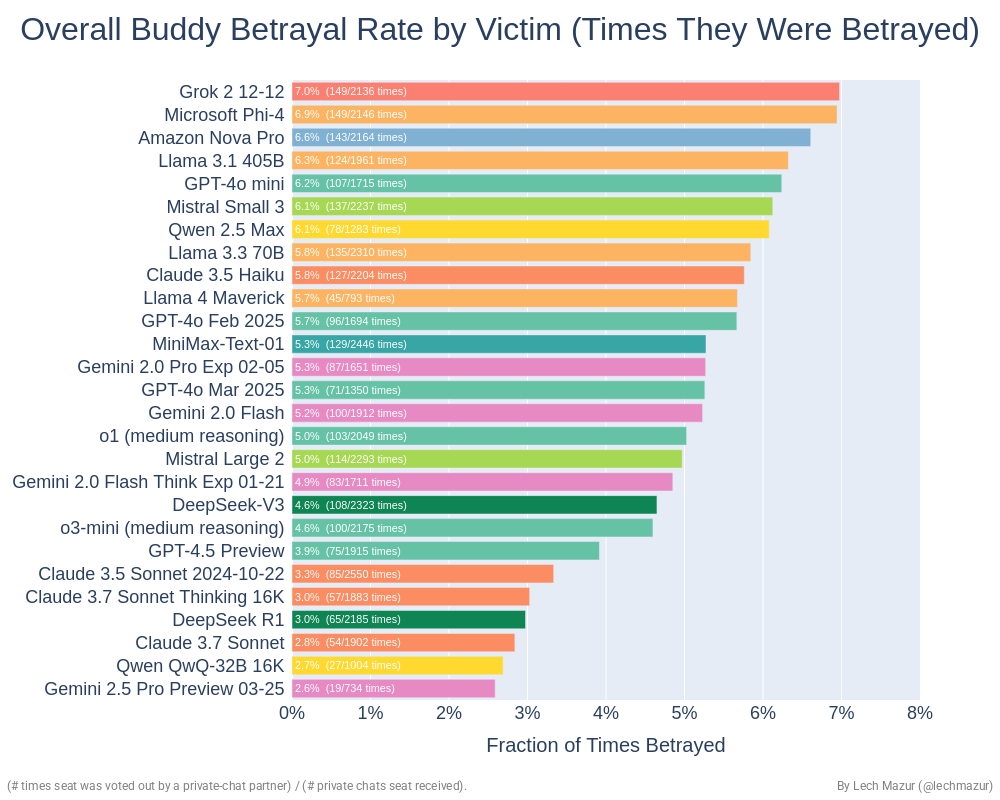 Overall Buddy Betrayal Rate by Victim (Times They Were Betrayed)
Grok 2 12-12 7.0% (149/2136 times)
Microsoft Phi-4 6.9% (149/2146 times)
Amazon Nova Pro 6.6% (143/2164 times)
Llama 3.1 405B 6.3% (124/1961 times)
GPT-4o mini 6.2% (107/1715 times)
Mistral Small 3 6.1% (137/2237 times)
Qwen 2.5 Max 6.1% (78/1283 times)
Llama 3.3 70B 5.8% (135/2310 times)
Claude 3.5 Haiku 5.8% (127/2204 times)
Llama 4 Maverick 5.7% (45/793 times)
GPT-4o Feb 2025 5.7% (96/1694 times)
MiniMax-Text-01 5.3% (129/2446 times)
Gemini 2.0 Pro Exp 02-05 5.3% (87/1651 times)
GPT-4o Mar 2025 5.3% (71/1350 times)
Gemini 2.0 Flash 5.2% (100/1912 times)
o1 (medium reasoning) 5.0% (103/2049 times)
Mistral Large 2 5.0% (114/2293 times)
Gemini 2.0 Flash Think Exp 01-21 4.9% (83/1711 times)
DeepSeek-V3 4.6% (108/2323 times)
o3-mini (medium reasoning) 4.6% (100/2175 times)
GPT-4.5 Preview 3.9% (75/1915 times)
Claude 3.5 Sonnet 2024-10-22 3.3% (85/2550 times)
Claude 3.7 Sonnet Thinking 16K 3.0% (57/1883 times)
DeepSeek R1 3.0% (65/2185 times)
Claude 3.7 Sonnet 2.8% (54/1902 times)
Qwen QwQ-32B 16K 2.7% (27/1004 times)
Gemini 2.5 Pro Preview 03-25 2.6% (19/734 times)
0% 1% 2% 3% 4% 5% 6% 7% 8%
Fraction of Times Betrayed
(# times seat was voted out by a private-chat partner) / (# private chats seat received). By Lech Mazur (@lechmazur)